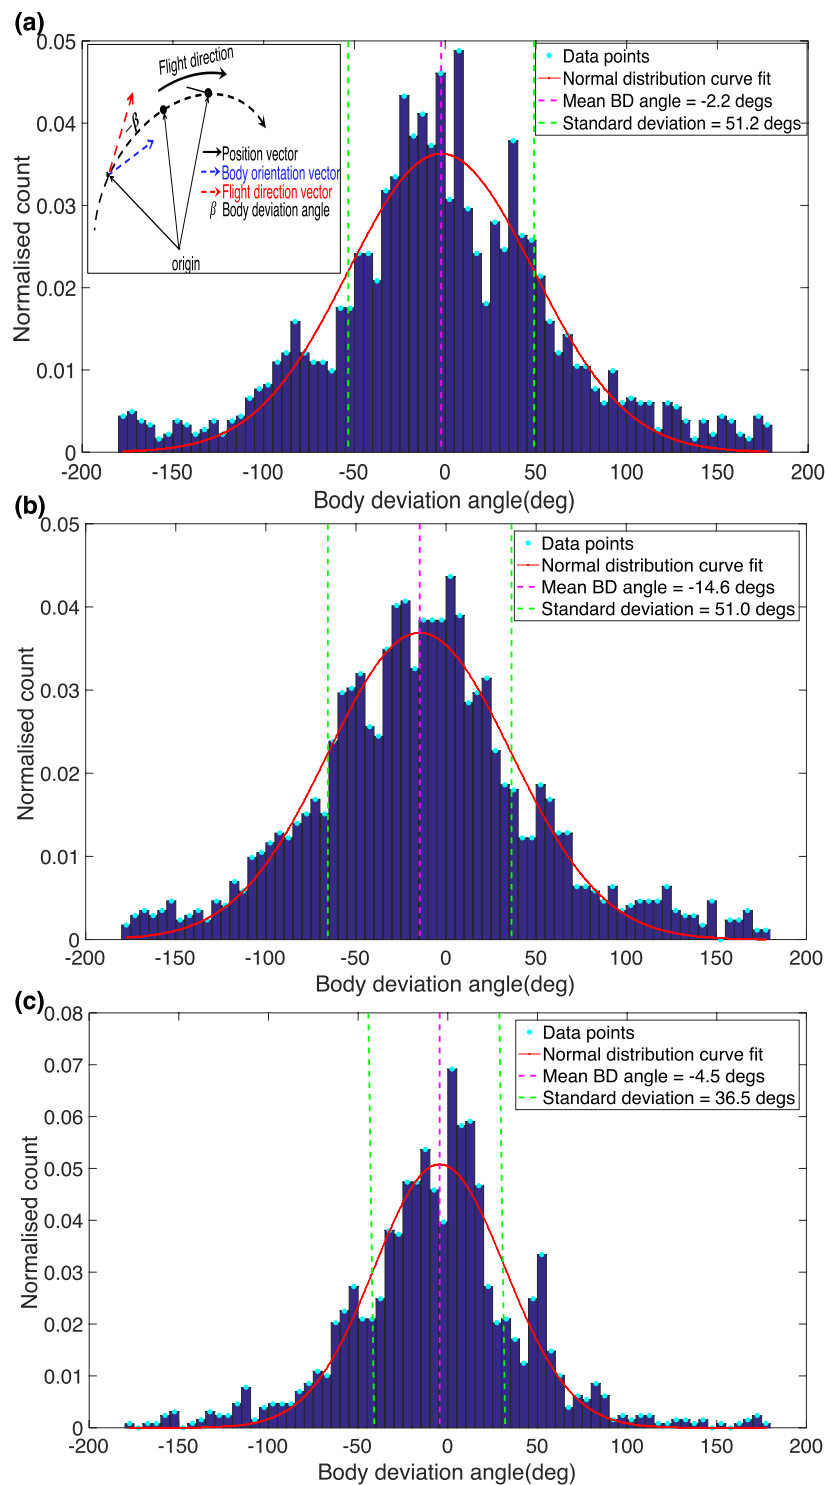 (a)
0.05
0.04
0.03
0.02
0.01
0
Normalised count
Flight direction
-β
Position vector
Body orientation vector
Flight direction vector
β Body deviation angle
origin
Data points
Normal distribution curve fit
Mean BD angle = -2.2 degs
Standard deviation = 51.2 degs
-200 -150 -100 -50 0 50 100 150 200
Body deviation angle(deg)
(b)
0.05
0.04
0.03
0.02
0.01
0
Normalised count
Data points
Normal distribution curve fit
Mean BD angle = -14.6 degs
Standard deviation = 51.0 degs
-200 -150 -100 -50 0 50 100 150 200
Body deviation angle(deg)
(c)
0.08
0.07
0.06
0.05
0.04
0.03
0.02
0.01
0
Normalised count
Data points
Normal distribution curve fit
Mean BD angle = -4.5 degs
Standard deviation = 36.5 degs
-200 -150 -100 -50 0 50 100 150 200
Body deviation angle(deg)